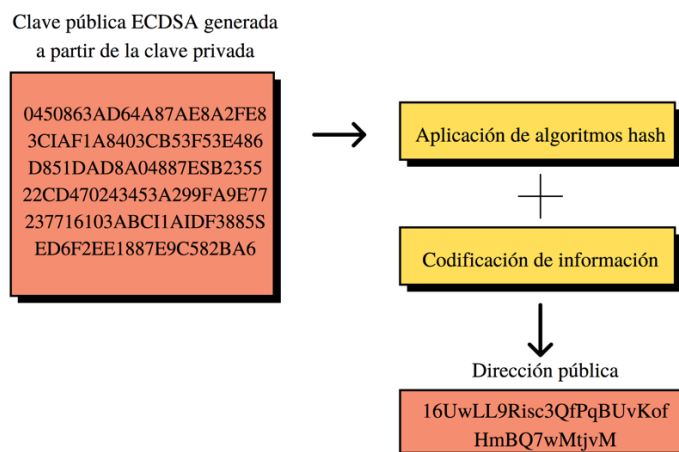 Clave pública ECDSA generada
a partir de la clave privada
0450863AD64A87AE8A2FE8
3CIAF1A8403CB53F53E486
D851DAD8A04887ESB2355
22CD470243453A299FA9E77
237716103ABCI1AIDF3885S
ED6F2EE1887E9C582BA6
Aplicación de algoritmos hash
Codificación de información
Dirección pública
16UwLL9Risc3QfPqBUvKof
HmBQ7wMtjvM